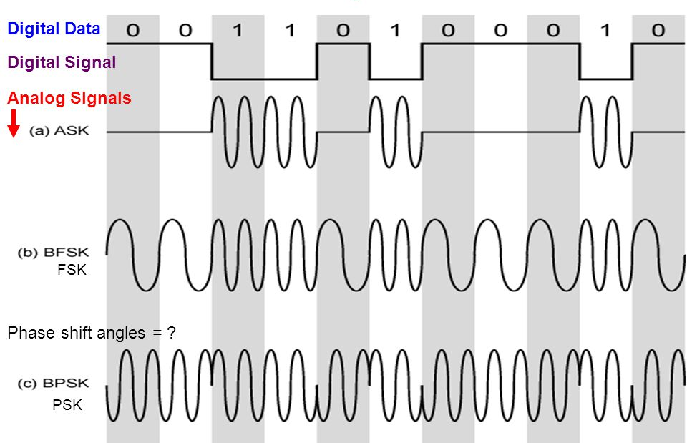 Digital Data 0 0 1 1 0 1 0 0 0 1 0
Digital Signal
Analog Signals
(a) ASK
(b) BFSK
FSK
Phase shift angles = ?
(c) BPSK
PSK